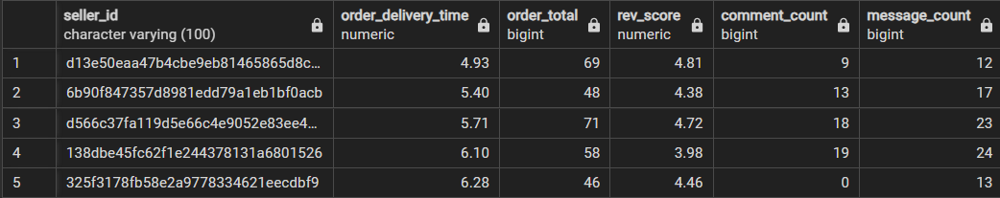 seller_id order_delivery_time order_total rev_score comment_count message_count
character varying (100) numeric bigint numeric bigint bigint
1 d13e50eaa47b4cbe9eb81465865d8c... 4.93 69 4.81 9 12
2 6b90f847357d8981edd79a1eb1bf0acb 5.40 48 4.38 13 17
3 d566c37fa119d5e66c4e9052e83ee4... 5.71 71 4.72 18 23
4 138dbe45fc62f1e244378131a6801526 6.10 58 3.98 19 24
5 325f3178fb58e2a9778334621eecdbf9 6.28 46 4.46 0 13